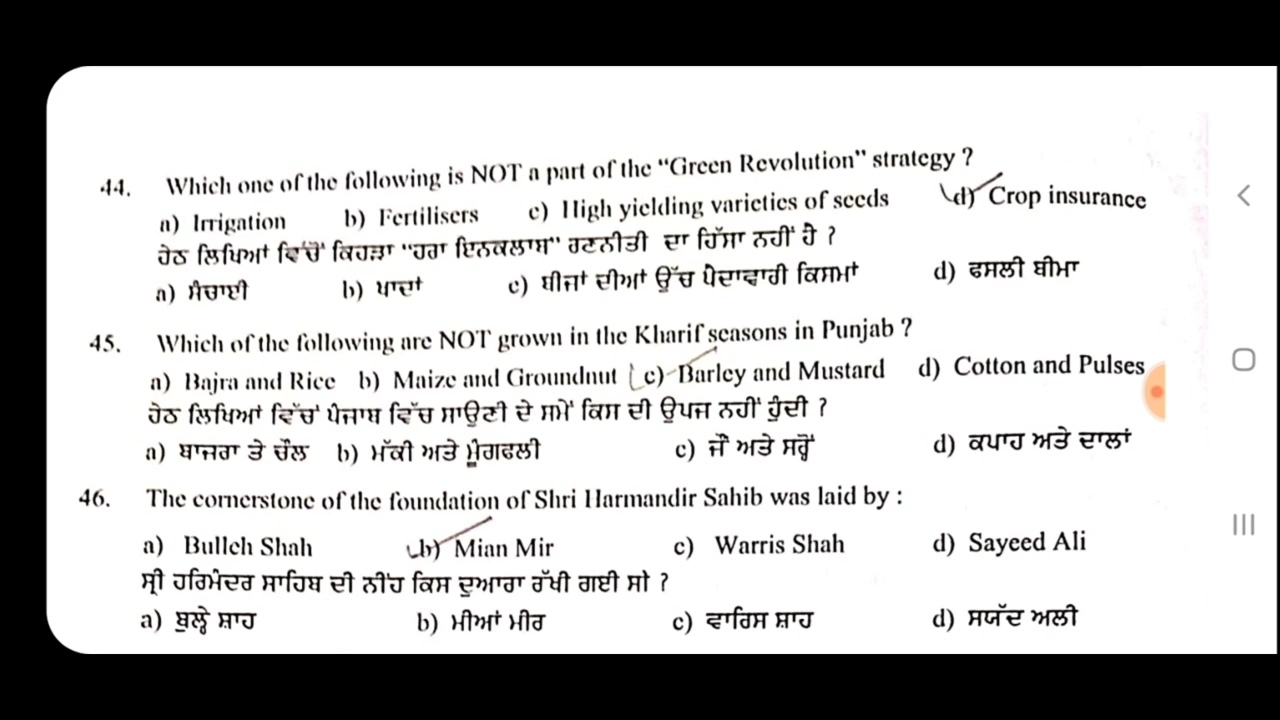 44. Which one of the following is NOT a part of the “Green Revolution” strategy ?
a) Irrigation b) Fertilisers c) High yielding varieties of seeds d) Crop insurance
ਹੇਠ ਲਿਖਿਆਂ ਵਿੱਚੋਂ ਕਿਹੜਾ “ਹਰਾ ਇਨਕਲਾਬ” ਰਣਨੀਤੀ ਦਾ ਹਿੱਸਾ ਨਹੀਂ ਹੈ ?
a) ਸੰਚਾਈ b) ਖਾਦਾਂ c) ਬੀਜਾਂ ਦੀਆਂ ਉੱਚ ਪੈਦਾਵਾਰੀ ਕਿਸਮਾਂ d) ਫਸਲੀ ਬੀਮਾ
45. Which of the following are NOT grown in the Kharif seasons in Punjab ?
a) Bajra and Rice b) Maize and Groundnut c) Barley and Mustard d) Cotton and Pulses
ਹੇਠ ਲਿਖਿਆਂ ਵਿੱਚੋਂ ਪੰਜਾਬ ਵਿੱਚ ਸਾਉਣੀ ਦੇ ਸਮੇਂ ਕਿਸ ਦੀ ਉਪਜ ਨਹੀਂ ਹੁੰਦੀ ?
a) ਬਾਜਰਾ ਤੇ ਚੌਲ b) ਮੱਕੀ ਅਤੇ ਮੂੰਗਫਲੀ c) ਜੌਂ ਅਤੇ ਸਰ੍ਹੋਂ d) ਕਪਾਹ ਅਤੇ ਦਾਲਾਂ
46. The cornerstone of the foundation of Shri Harmandir Sahib was laid by :
a) Bulleh Shah b) Mian Mir c) Warris Shah d) Sayeed Ali
ਸ੍ਰੀ ਹਰਿਮੰਦਰ ਸਾਹਿਬ ਦੀ ਨੀਂਹ ਕਿਸ ਦੁਆਰਾ ਰੱਖੀ ਗਈ ਸੀ ?
a) ਬੁਲ੍ਹੇ ਸ਼ਾਹ b) ਮੀਆਂ ਮੀਰ c) ਵਾਰਿਸ ਸ਼ਾਹ d) ਸਯੱਦ ਅਲੀ